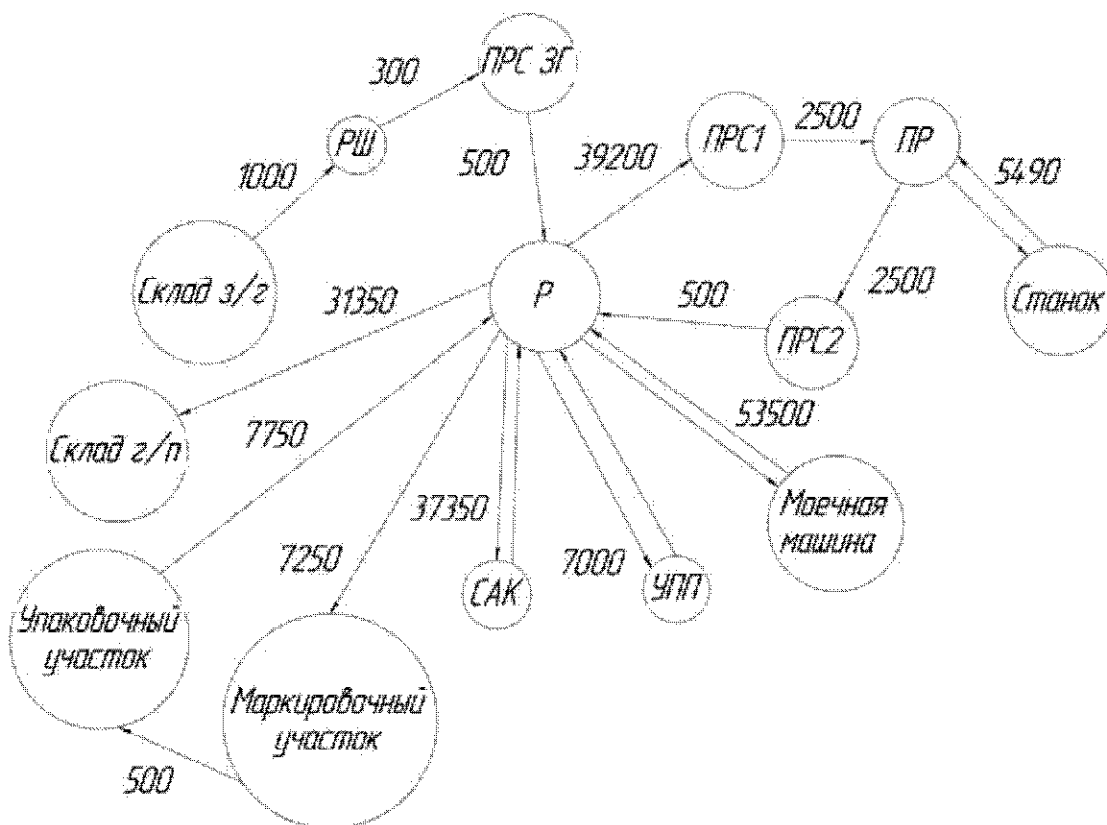 ПРС ЗГ
300
РШ
ПРС1
2500
ПР
39200
5490
500
1000
Склад з/г
Р
31350
500
2500
Станок
ПРС2
Склад г/п
7750
53500
37350
Моечная
машина
7250
7000
САК
УПП
Упаковочный
участок
Маркировочный
участок
500